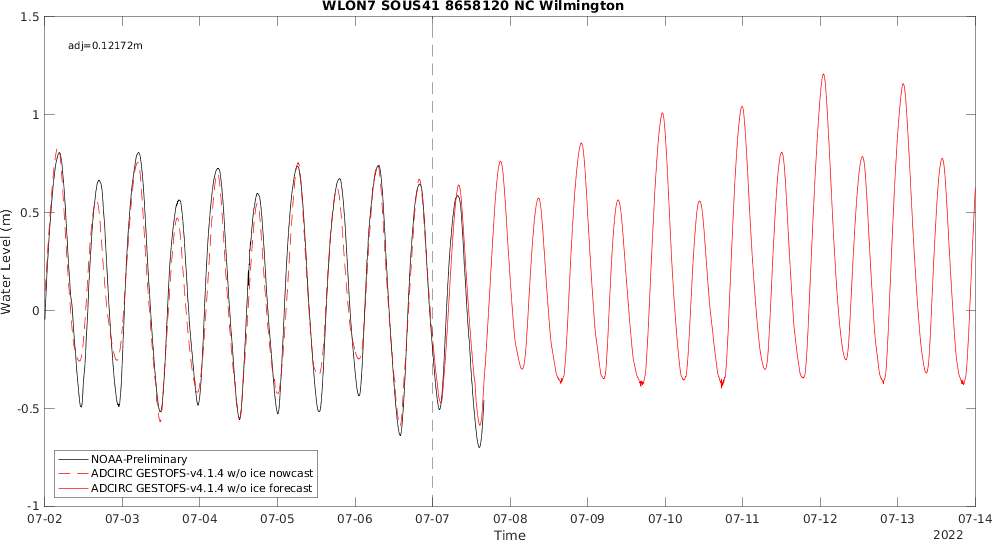 WLON7 SOUS41 8658120 NC Wilmington
adj=0.12172m
1.5
1
0.5
0
-0.5
-1
Water Level (m)
NOAA-Preliminary
ADCIRC GESTOFS-v4.1.4 w/o ice nowcast
ADCIRC GESTOFS-v4.1.4 w/o ice forecast
07-02 07-03 07-04 07-05 07-06 07-07 07-08 07-09 07-10 07-11 07-12 07-13 07-14
Time
2022